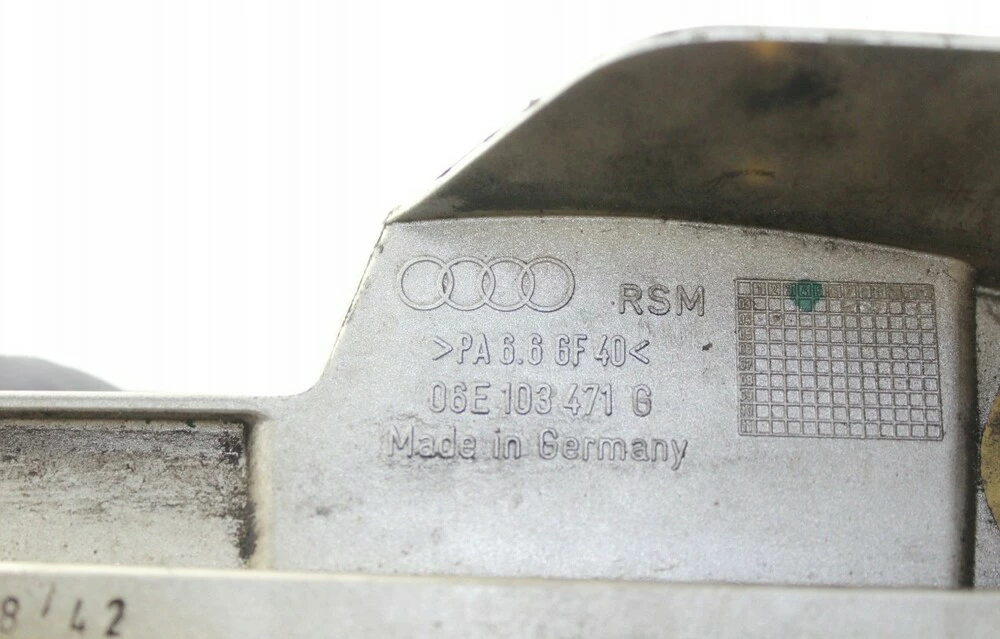 RSM
>PA 6.6 GF 40<
06E 103 471 G
Made in Germany
8/42